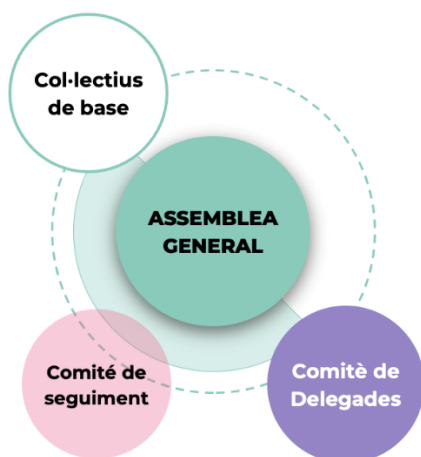 Col·lectius
de base
ASSEMBLEA
GENERAL
Comité de
seguiment
Comitè de
Delegades